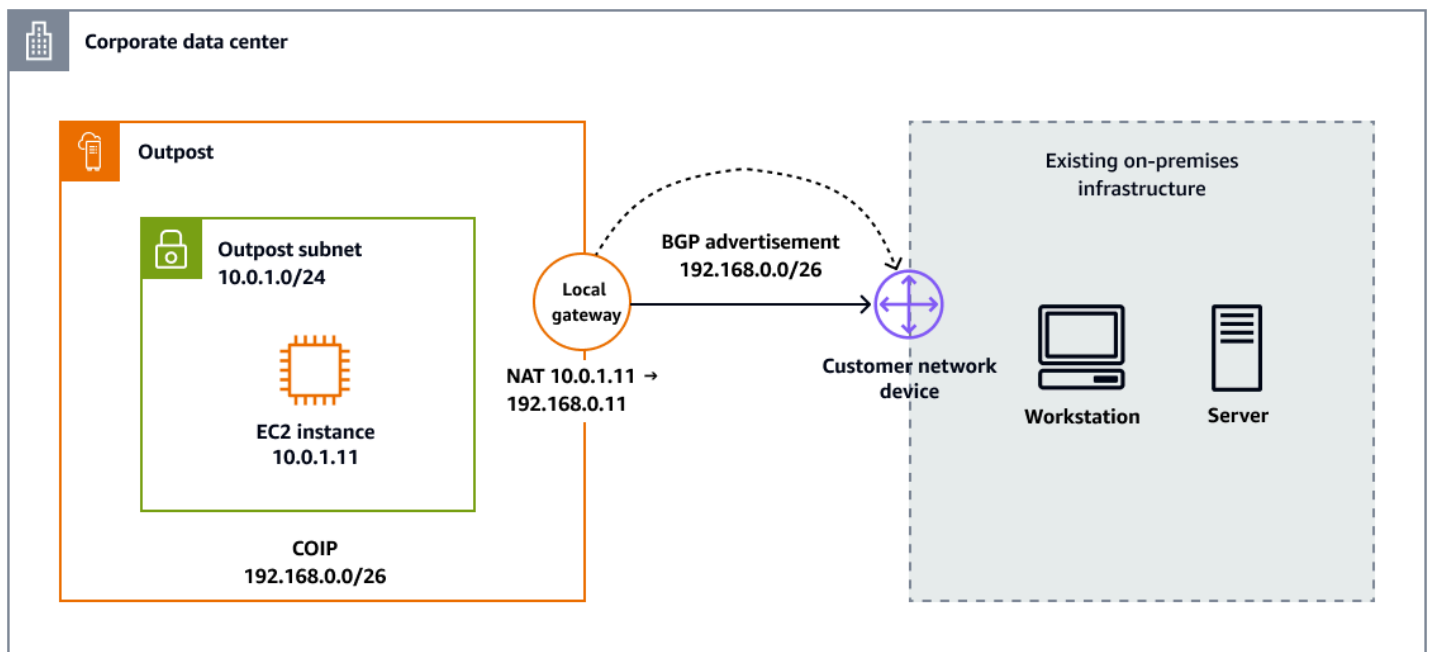 Corporate data center
Outpost
Outpost subnet
10.0.1.0/24
EC2 instance
10.0.1.11
COIP
192.168.0.0/26
Local
gateway
NAT 10.0.1.11 →
192.168.0.11
BGP advertisement
192.168.0.0/26
Customer network
device
Existing on-premises
infrastructure
Workstation
Server